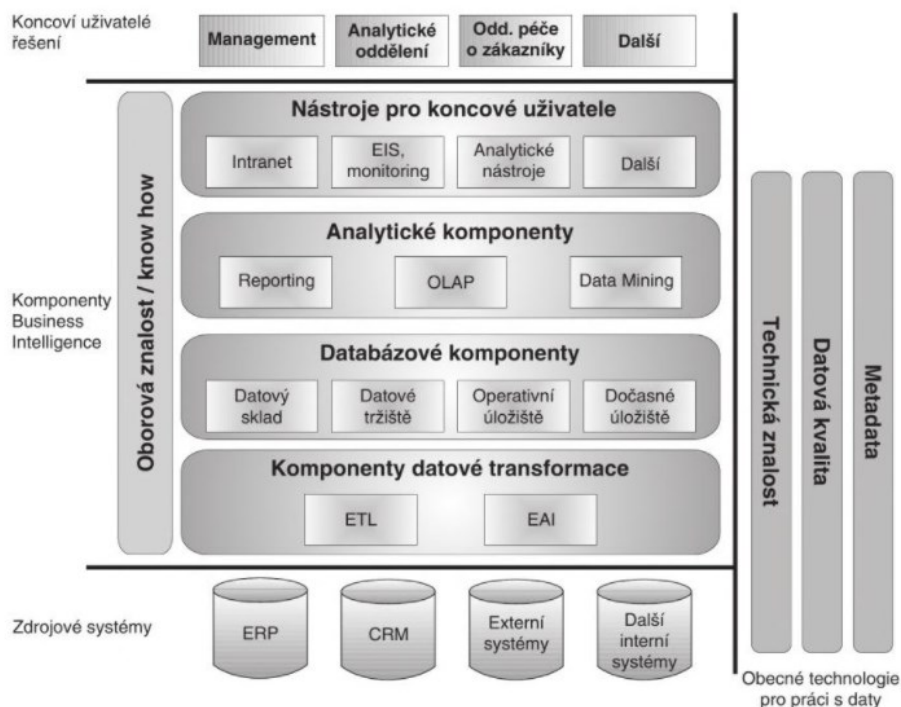 Koncoví uživatelé
řešení
Management
Analytické
oddělení
Odd. péče
o zákazníky
Další
Oborová znalost / know how
Nástroje pro koncové uživatele
Intranet
EIS,
monitoring
Analytické
nástroje
Další
Analytické komponenty
Reporting
OLAP
Data Mining
Komponenty
Business
Intelligence
Databázové komponenty
Datový
sklad
Datové
tržiště
Operativní
úložiště
Dočasné
úložiště
Komponenty datové transformace
ETL
EAI
Zdrojové systémy
ERP
CRM
Externí
systémy
Další
interní
systémy
Technická znalost
Datová kvalita
Metadata
Obecné technologie
pro práci s daty